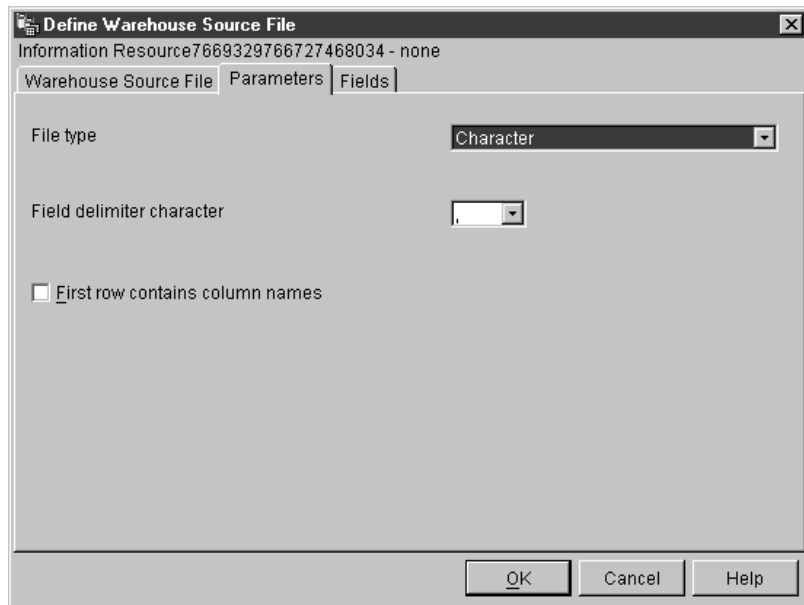 Define Warehouse Source File
Information Resource7669329766727468034 - none
Warehouse Source File Parameters Fields
File type Character
Field delimiter character ,
First row contains column names
OK Cancel Help